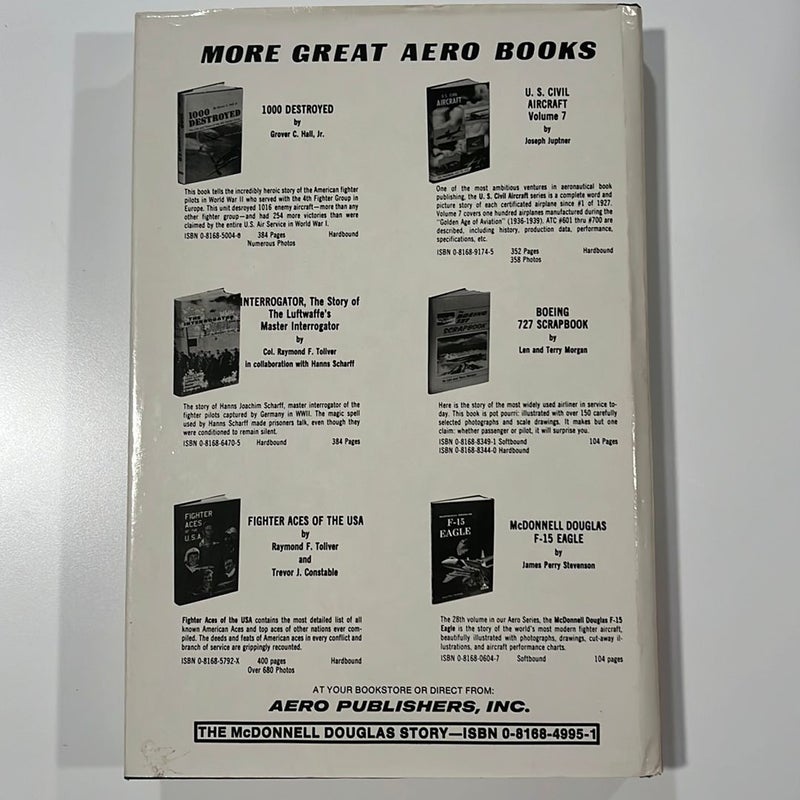 MORE GREAT AERO BOOKS
1000
DESTROYED
1000 DESTROYED
by
Grover C. Hall, Jr.
This book tells the incredibly heroic story of the American fighter
pilots in World War II who served with the 4th Fighter Group in
Europe. This unit desroyed 1016 enemy aircraft—more than any
other fighter group—and had 254 more victories than were
claimed by the entire U.S. Air Service in World War I.
ISBN 0-8168-5004-8 384 Pages Hardbound
Numerous Photos
U.S. CIVIL
AIRCRAFT
U. S. CIVIL
AIRCRAFT
Volume 7
by
Joseph Juptner
One of the most ambitious ventures in aeronautical book
publishing, the U. S. Civil Aircraft series is a complete word and
picture story of each certificated airplane since #1 of 1927.
Volume 7 covers one hundred airplanes manufactured during the
"Golden Age of Aviation" (1936-1939). ATC #601 thru #700 are
described, including history, production data, performance,
specifications, etc.
ISBN 0-8168-9174-5 352 Pages Hardbound
358 Photos
THE
INTERROGATOR
INTERROGATOR, The Story of
The Luftwaffe's
Master Interrogator
by
Col. Raymond F. Toliver
in collaboration with Hanns Scharff
The story of Hanns Joachim Scharff, master interrogator of the
fighter pilots captured by Germany in WWII. The magic spell
used by Hanns Scharff made prisoners talk, even though they
were conditioned to remain silent.
ISBN 0-8168-6470-5 Hardbound 384 Pages
BOEING
727
SCRAPBOOK
BOEING
727 SCRAPBOOK
by
Len and Terry Morgan
Here is the story of the most widely used airliner in service to-
day. This book is pot pourri: illustrated with over 150 carefully
selected photographs and scale drawings. It makes but one
claim: whether passenger or pilot, it will surprise you.
ISBN 0-8168-8349-1 Softbound 104 Pages
ISBN 0-8168-8344-0 Hardbound
FIGHTER
ACES
OF THE
U.S.A.
FIGHTER ACES OF THE USA
by
Raymond F. Toliver
and
Trevor J. Constable
Fighter Aces of the USA contains the most detailed list of all
known American Aces and top aces of other nations ever com-
piled. The deeds and feats of American aces in every conflict and
branch of service are grippingly recounted.
ISBN 0-8168-5792-X 400 pages Hardbound
Over 680 Photos
F-15
EAGLE
McDONNELL DOUGLAS
F-15 EAGLE
by
James Perry Stevenson
The 28th volume in our Aero Series, the McDonnell Douglas F-15
Eagle is the story of the world's most modern fighter aircraft,
beautifully illustrated with photographs, drawings, cut-away il-
lustrations, and aircraft performance charts.
ISBN 0-8168-0604-7 Softbound 104 pages
AT YOUR BOOKSTORE OR DIRECT FROM:
AERO PUBLISHERS, INC.
THE McDONNELL DOUGLAS STORY—ISBN 0-8168-4995-1